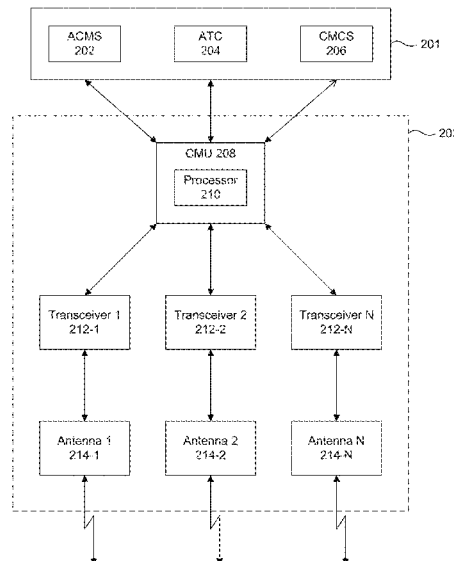 ACMS
202
ATC
204
CMCS
206
201
CMU 208
Processor
210
Transceiver 1
212-1
Transceiver 2
212-2
Transceiver N
212-N
Antenna 1
214-1
Antenna 2
214-2
Antenna N
214-N